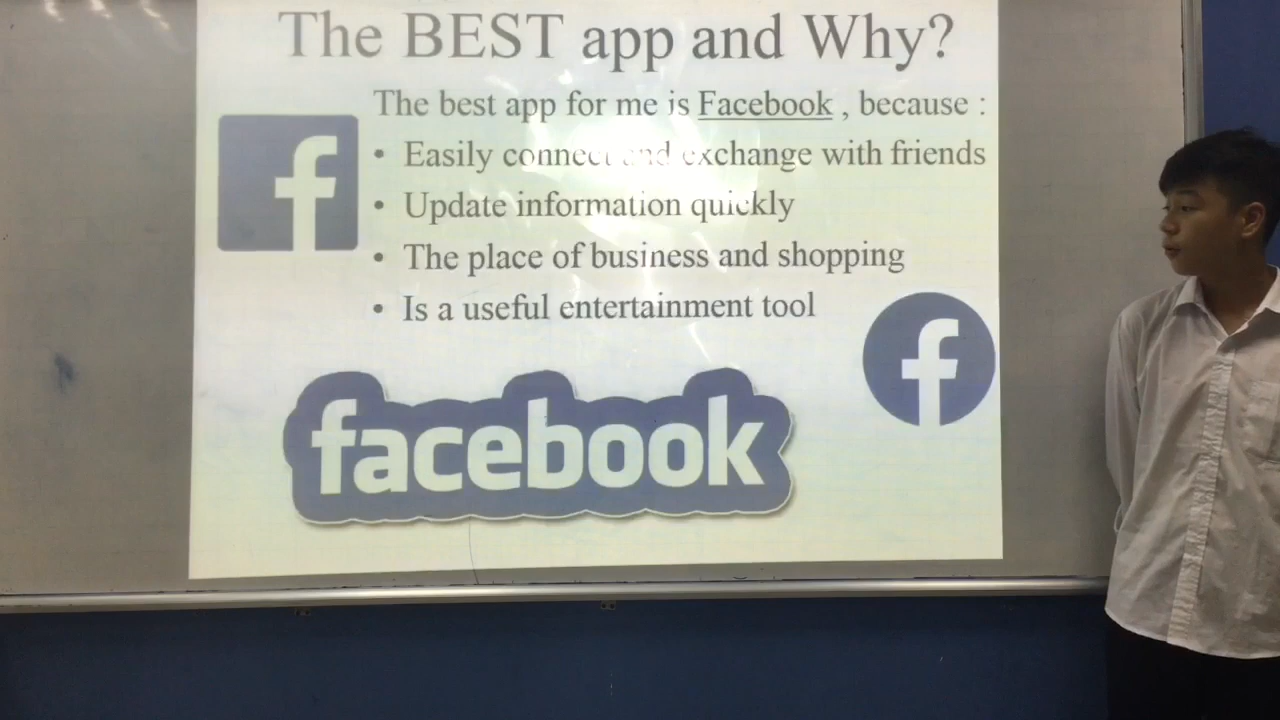 The BEST app and Why?
The best app for me is Facebook , because :
• Easily connect and exchange with friends
• Update information quickly
• The place of business and shopping
• Is a useful entertainment tool
f
f
facebook